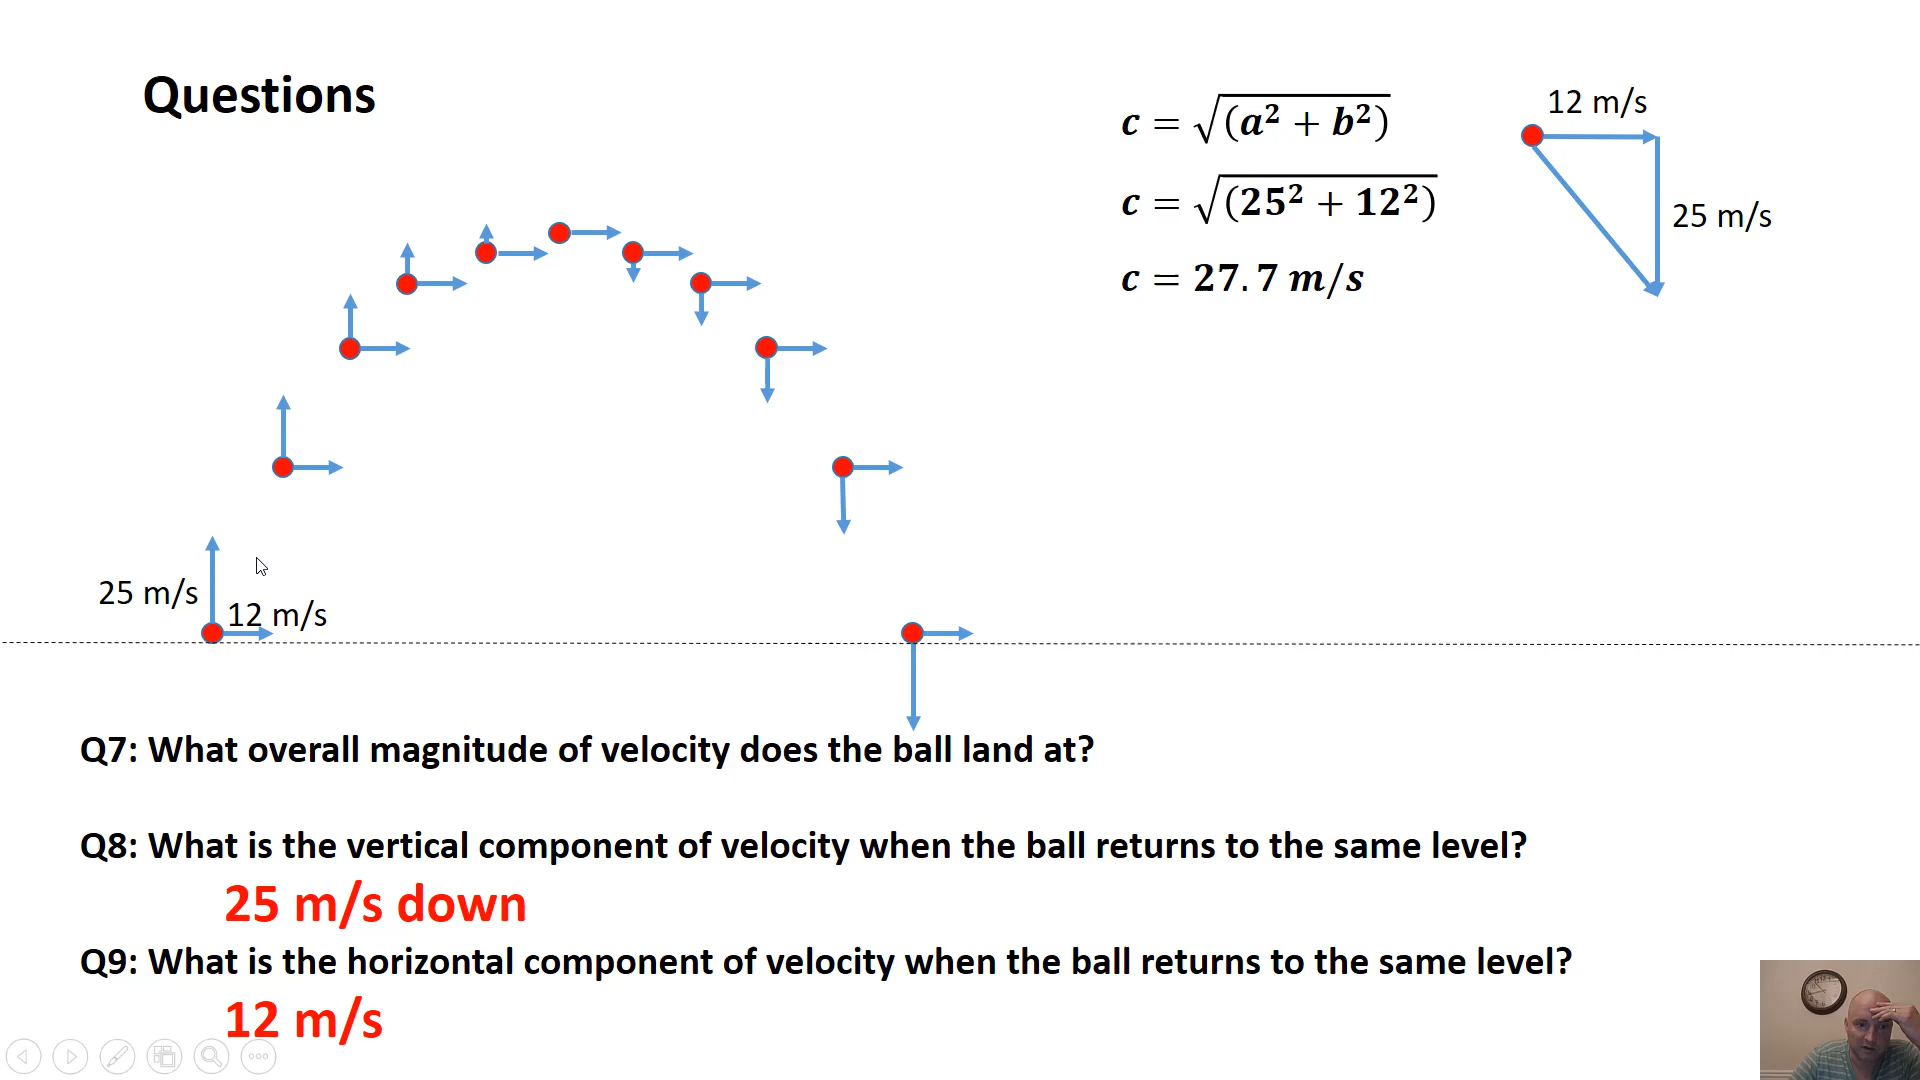 Questions
c = √(a² + b²)
c = √(25² + 12²)
c = 27.7 m/s
12 m/s
25 m/s
25 m/s
12 m/s
Q7: What overall magnitude of velocity does the ball land at?
Q8: What is the vertical component of velocity when the ball returns to the same level?
25 m/s down
Q9: What is the horizontal component of velocity when the ball returns to the same level?
12 m/s